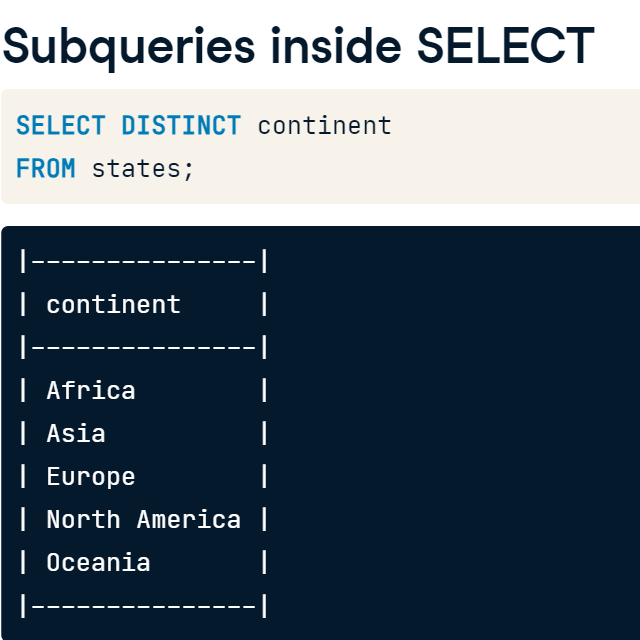 Subqueries inside SELECT
SELECT DISTINCT continent
FROM states;
|---------------|
| continent     |
|---------------|
| Africa        |
| Asia          |
| Europe        |
| North America |
| Oceania       |
|---------------|